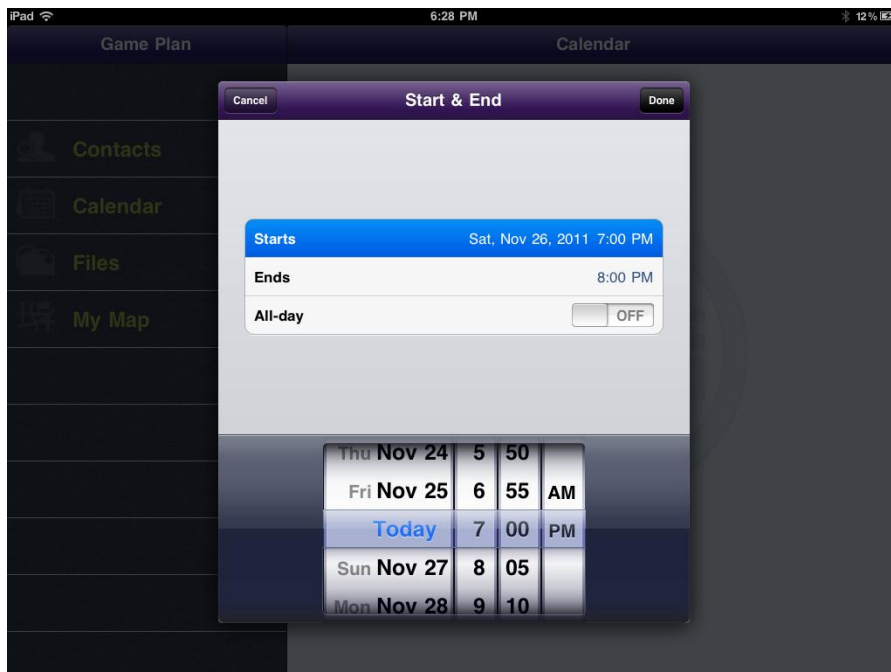 iPad 6:28 PM 12%
Game Plan Calendar
Cancel Start & End Done
Contacts
Calendar
Files
My Map
Starts Sat, Nov 26, 2011 7:00 PM
Ends 8:00 PM
All-day OFF
Thu Nov 24 5 50
Fri Nov 25 6 55 AM
Today 7 00 PM
Sun Nov 27 8 05
Mon Nov 28 9 10